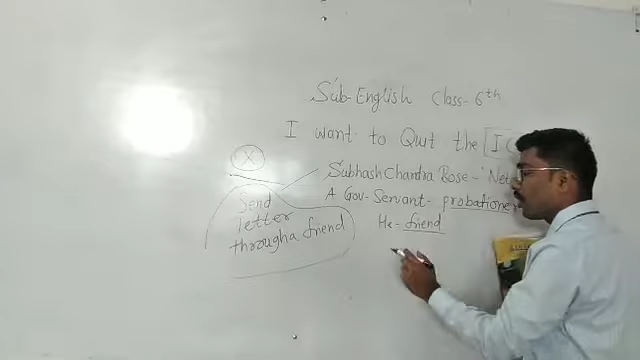 Sub-English Class-6th
I want to Quit the I
X
Subhash Chandra Bose-'Net
A Gov-Servant-probatione
He-friend
Send
letter
through a friend